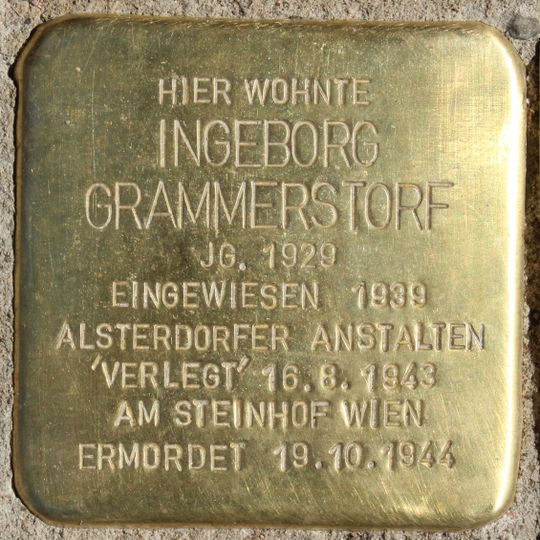 HIER WOHNTE
INGEBORG
GRAMMERSTORF
JG. 1929
EINGEWIESEN 1939
ALSTERDORFER ANSTALTEN
'VERLEGT' 16.8.1943
AM STEINHOF WIEN
ERMORDET 19.10.1944